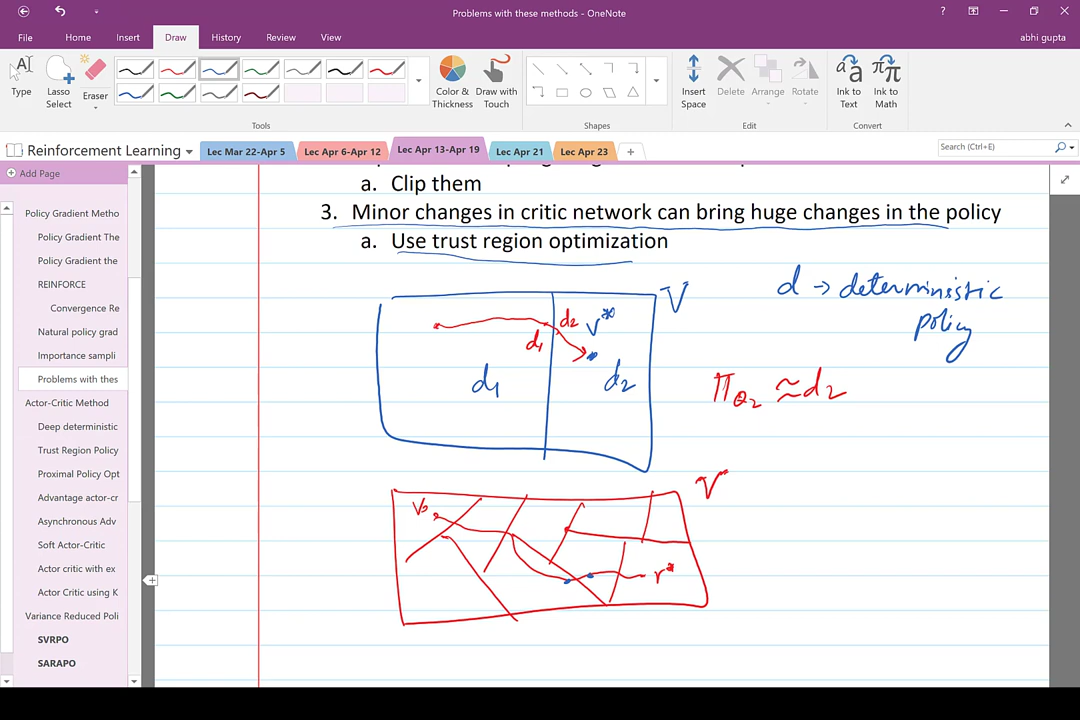 Problems with these methods - OneNote
File Home Insert Draw History Review View
abhi gupta
Type
Lasso Select
Eraser
Color & Thickness
Draw with Touch
Insert Space
Delete
Arrange
Rotate
Ink to Text
Ink to Math
Tools
Shapes
Edit
Convert
Reinforcement Learning
Lec Mar 22-Apr 5
Lec Apr 6-Apr 12
Lec Apr 13-Apr 19
Lec Apr 21
Lec Apr 23
Search (Ctrl+E)
Add Page
Policy Gradient Metho
Policy Gradient The
Policy Gradient the
REINFORCE
Convergence Re
Natural policy grad
Importance sampli
Problems with thes
Actor-Critic Method
Deep deterministic
Trust Region Policy
Proximal Policy Opt
Advantage actor-cr
Asynchronous Adv
Soft Actor-Critic
Actor critic with ex
Actor Critic using K
Variance Reduced Poli
SVRPO
SARAPO
a. Clip them
3. Minor changes in critic network can bring huge changes in the policy
a. Use trust region optimization
V
d → deterministic
policy
d2
V*
d1
d1
d2
Πθ2 ≈ d2
V
V0